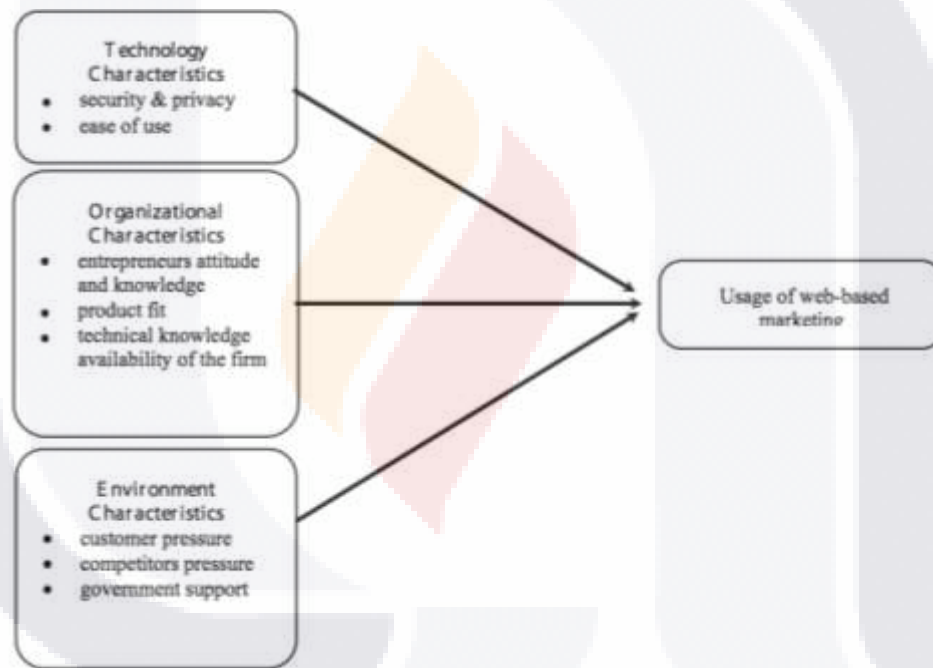 Technology
Characteristics
• security & privacy
• ease of use
Organizational
Characteristics
• entrepreneurs attitude
and knowledge
• product fit
• technical knowledge
availability of the firm
Environment
Characteristics
• customer pressure
• competitors pressure
• government support
Usage of web-based
marketing